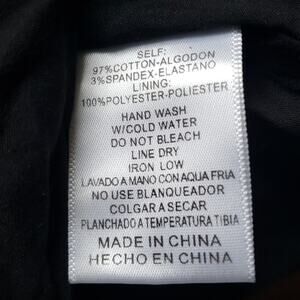 SELF:
97%COTTON-ALGODON
3%SPANDEX-ELASTANO
LINING:
100%POLYESTER-POLIESTER
HAND WASH
W/COLD WATER
DO NOT BLEACH
LINE DRY
IRON LOW
LAVADO A MANO CON AQUA FRIA
NO USE BLANQUEADOR
COLGAR A SECAR
PLANCHADO A TEMPERATURA TIBIA
MADE IN CHINA
HECHO EN CHINA